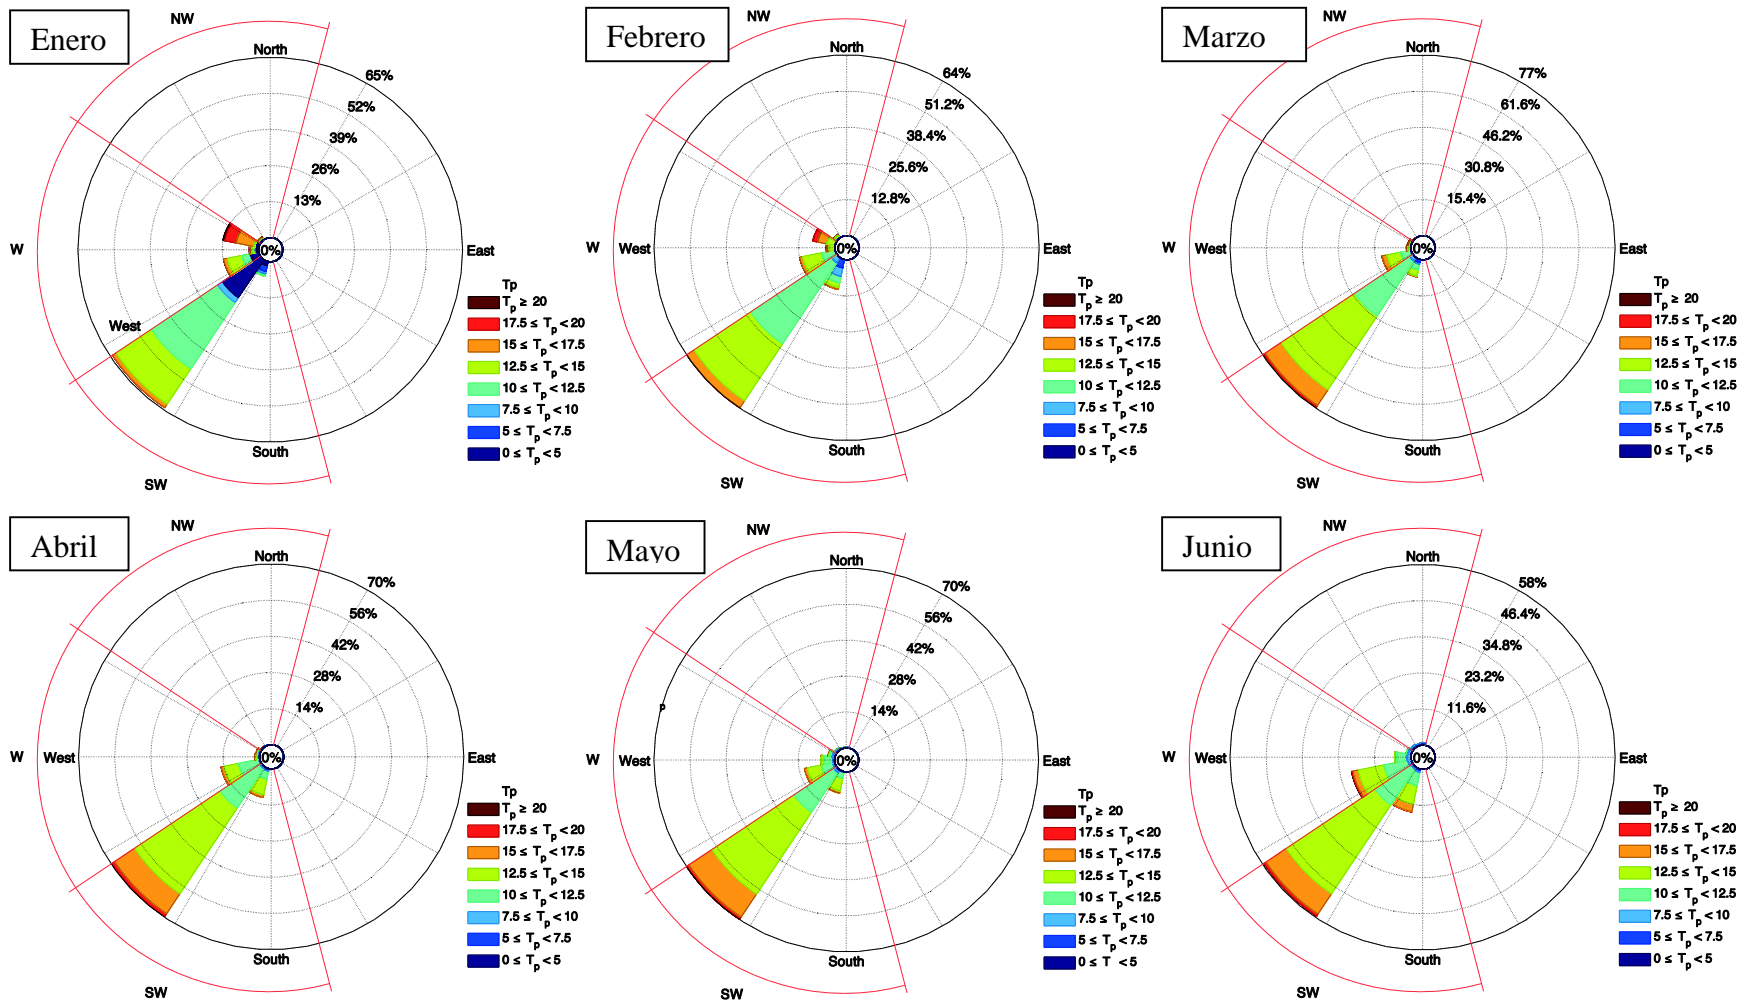 Enero
NW
North
65%
52%
39%
26%
13%
0%
W
East
West
South
SW
Tp
Tp ≥ 20
17.5 ≤ Tp < 20
15 ≤ Tp < 17.5
12.5 ≤ Tp < 15
10 ≤ Tp < 12.5
7.5 ≤ Tp < 10
5 ≤ Tp < 7.5
0 ≤ Tp < 5
Febrero
NW
North
64%
51.2%
38.4%
25.6%
12.8%
0%
W
West
East
South
SW
Tp
Tp ≥ 20
17.5 ≤ Tp < 20
15 ≤ Tp < 17.5
12.5 ≤ Tp < 15
10 ≤ Tp < 12.5
7.5 ≤ Tp < 10
5 ≤ Tp < 7.5
0 ≤ Tp < 5
Marzo
NW
North
77%
61.6%
46.2%
30.8%
15.4%
0%
W
West
East
South
SW
Tp
Tp ≥ 20
17.5 ≤ Tp < 20
15 ≤ Tp < 17.5
12.5 ≤ Tp < 15
10 ≤ Tp < 12.5
7.5 ≤ Tp < 10
5 ≤ Tp < 7.5
0 ≤ Tp < 5
Abril
NW
North
70%
56%
42%
28%
14%
0%
W
West
East
South
SW
Tp
Tp ≥ 20
17.5 ≤ Tp < 20
15 ≤ Tp < 17.5
12.5 ≤ Tp < 15
10 ≤ Tp < 12.5
7.5 ≤ Tp < 10
5 ≤ Tp < 7.5
0 ≤ Tp < 5
Mayo
NW
North
70%
56%
42%
28%
14%
p
0%
W
West
East
South
SW
Tp
Tp ≥ 20
17.5 ≤ Tp < 20
15 ≤ Tp < 17.5
12.5 ≤ Tp < 15
10 ≤ Tp < 12.5
7.5 ≤ Tp < 10
5 ≤ Tp < 7.5
0 ≤ T < 5
Junio
NW
North
58%
46.4%
34.8%
23.2%
11.6%
0%
W
West
East
South
SW
Tp
Tp ≥ 20
17.5 ≤ Tp < 20
15 ≤ Tp < 17.5
12.5 ≤ Tp < 15
10 ≤ Tp < 12.5
7.5 ≤ Tp < 10
5 ≤ Tp < 7.5
0 ≤ Tp < 5